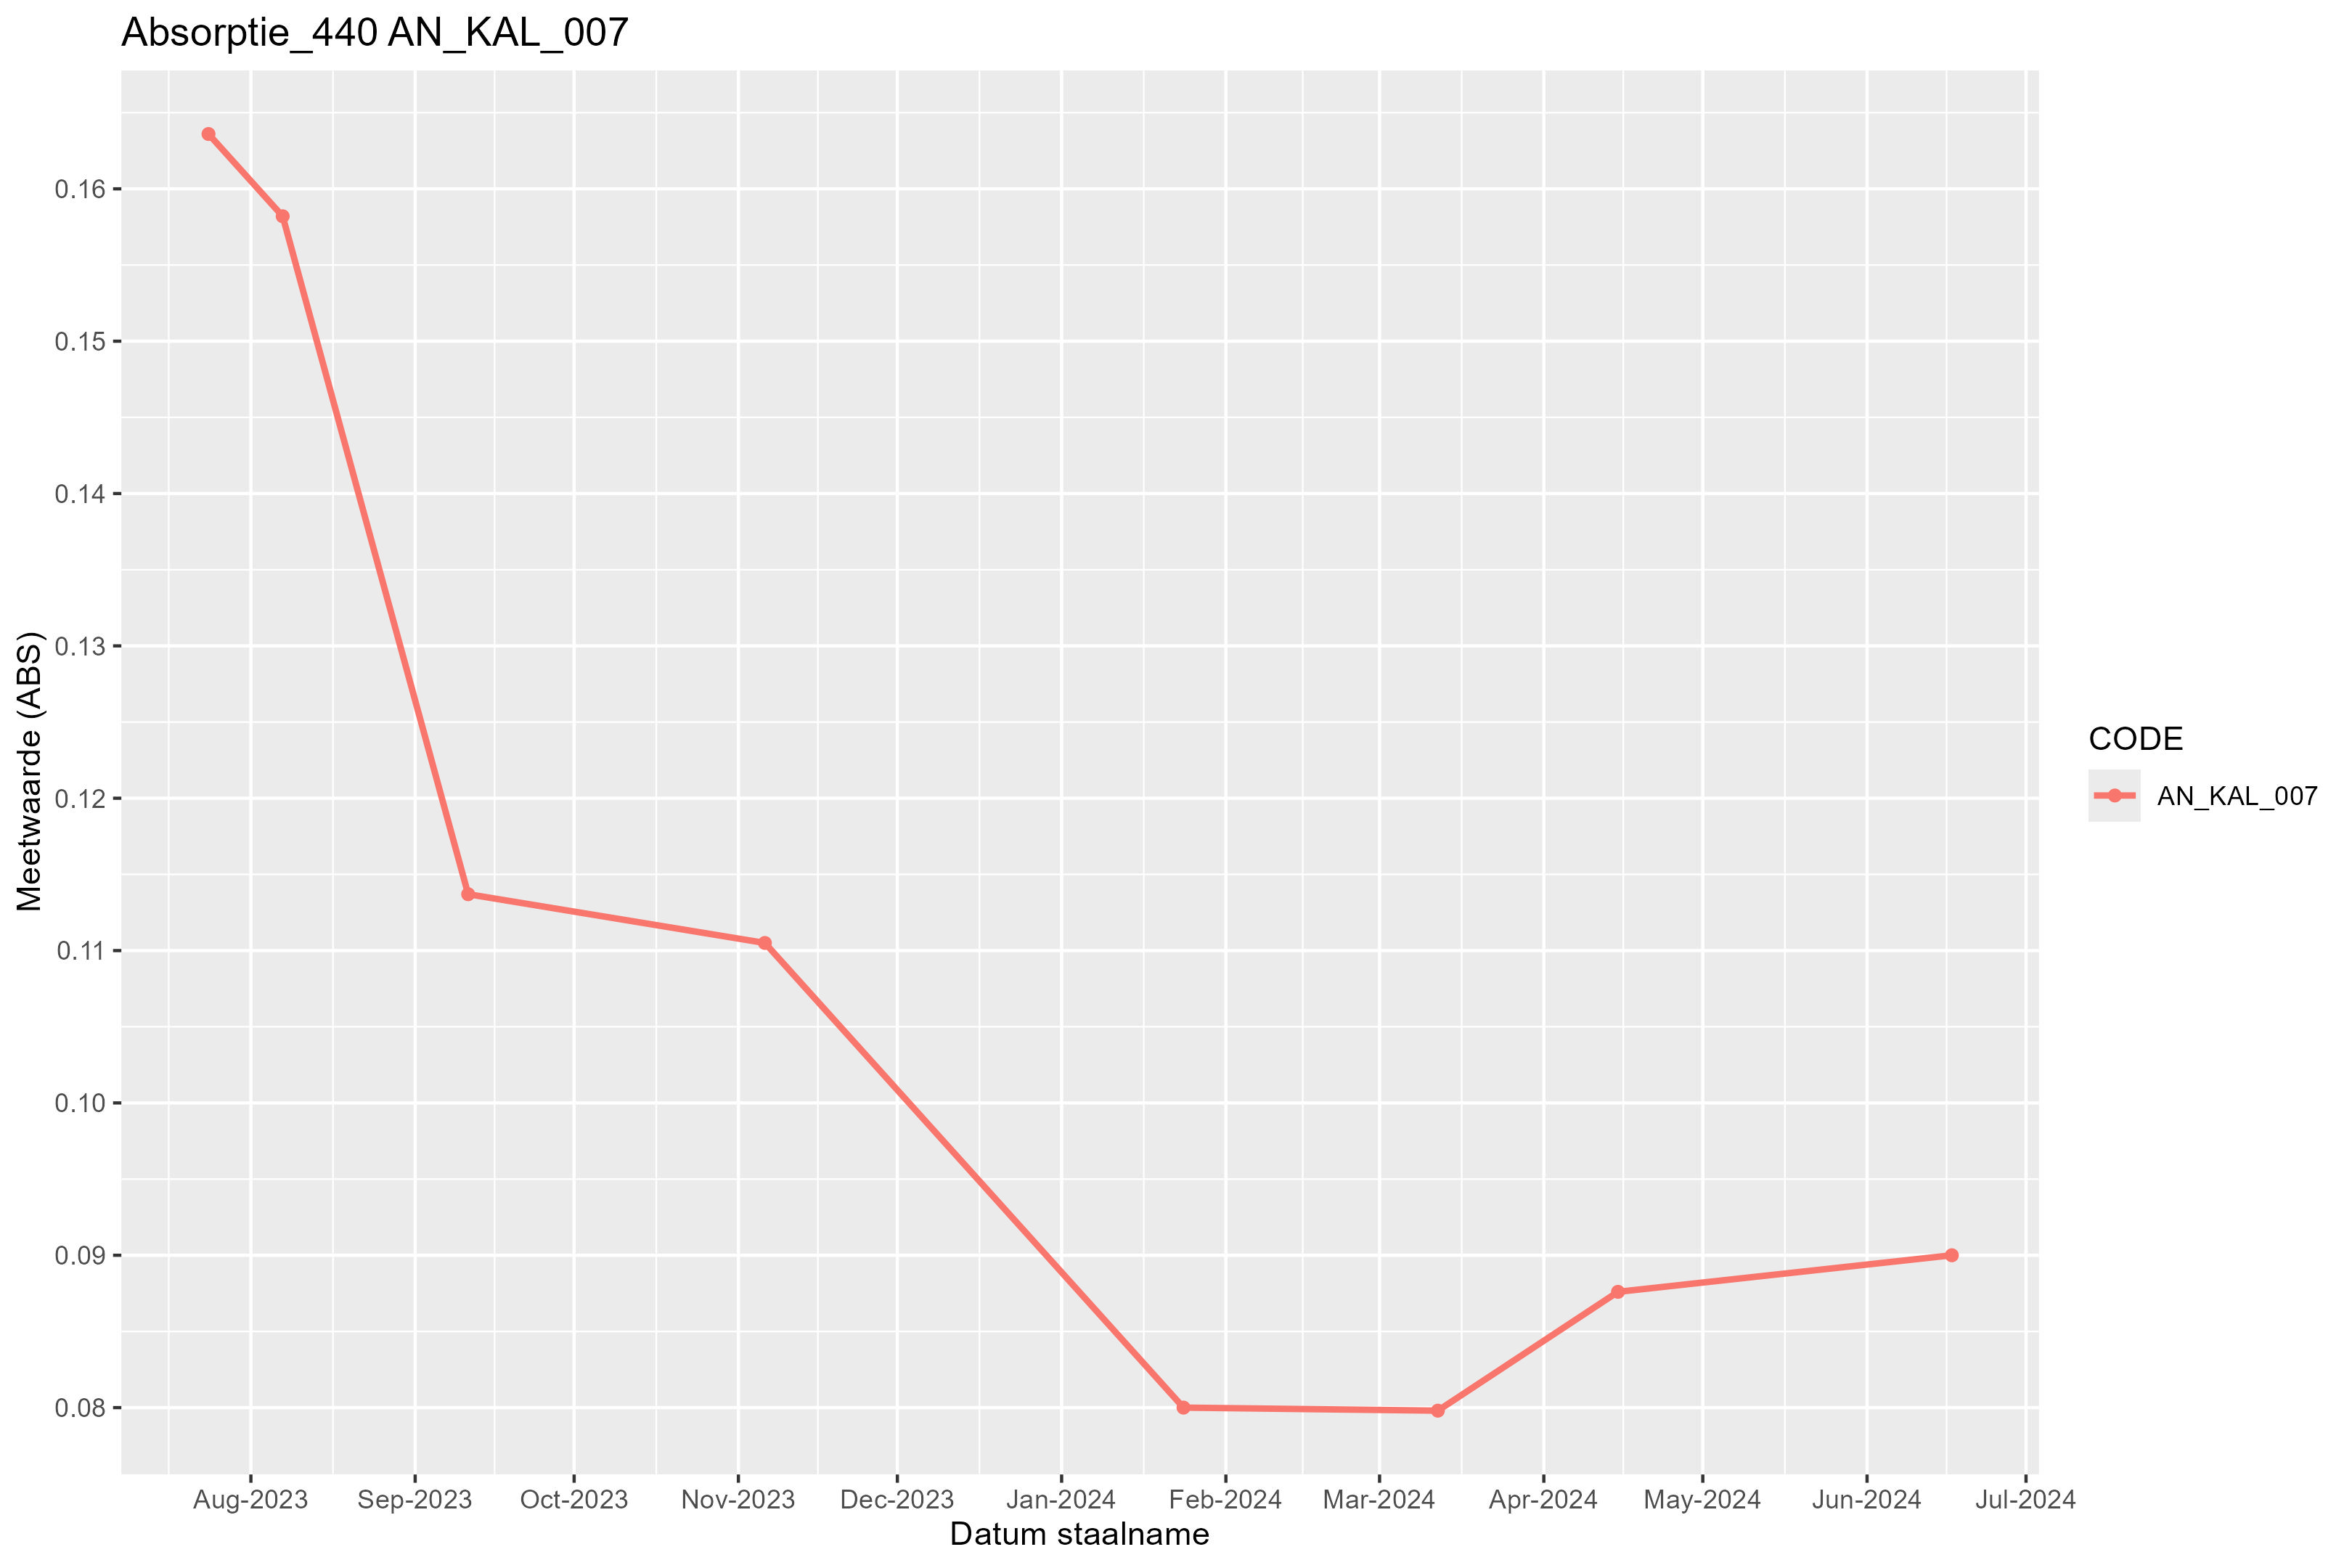 Absorptie_440 AN_KAL_007
Meetwaarde (ABS)
0.16
0.15
0.14
0.13
0.12
0.11
0.10
0.09
0.08
Aug-2023 Sep-2023 Oct-2023 Nov-2023 Dec-2023 Jan-2024 Feb-2024 Mar-2024 Apr-2024 May-2024 Jun-2024 Jul-2024
Datum staalname
CODE
AN_KAL_007